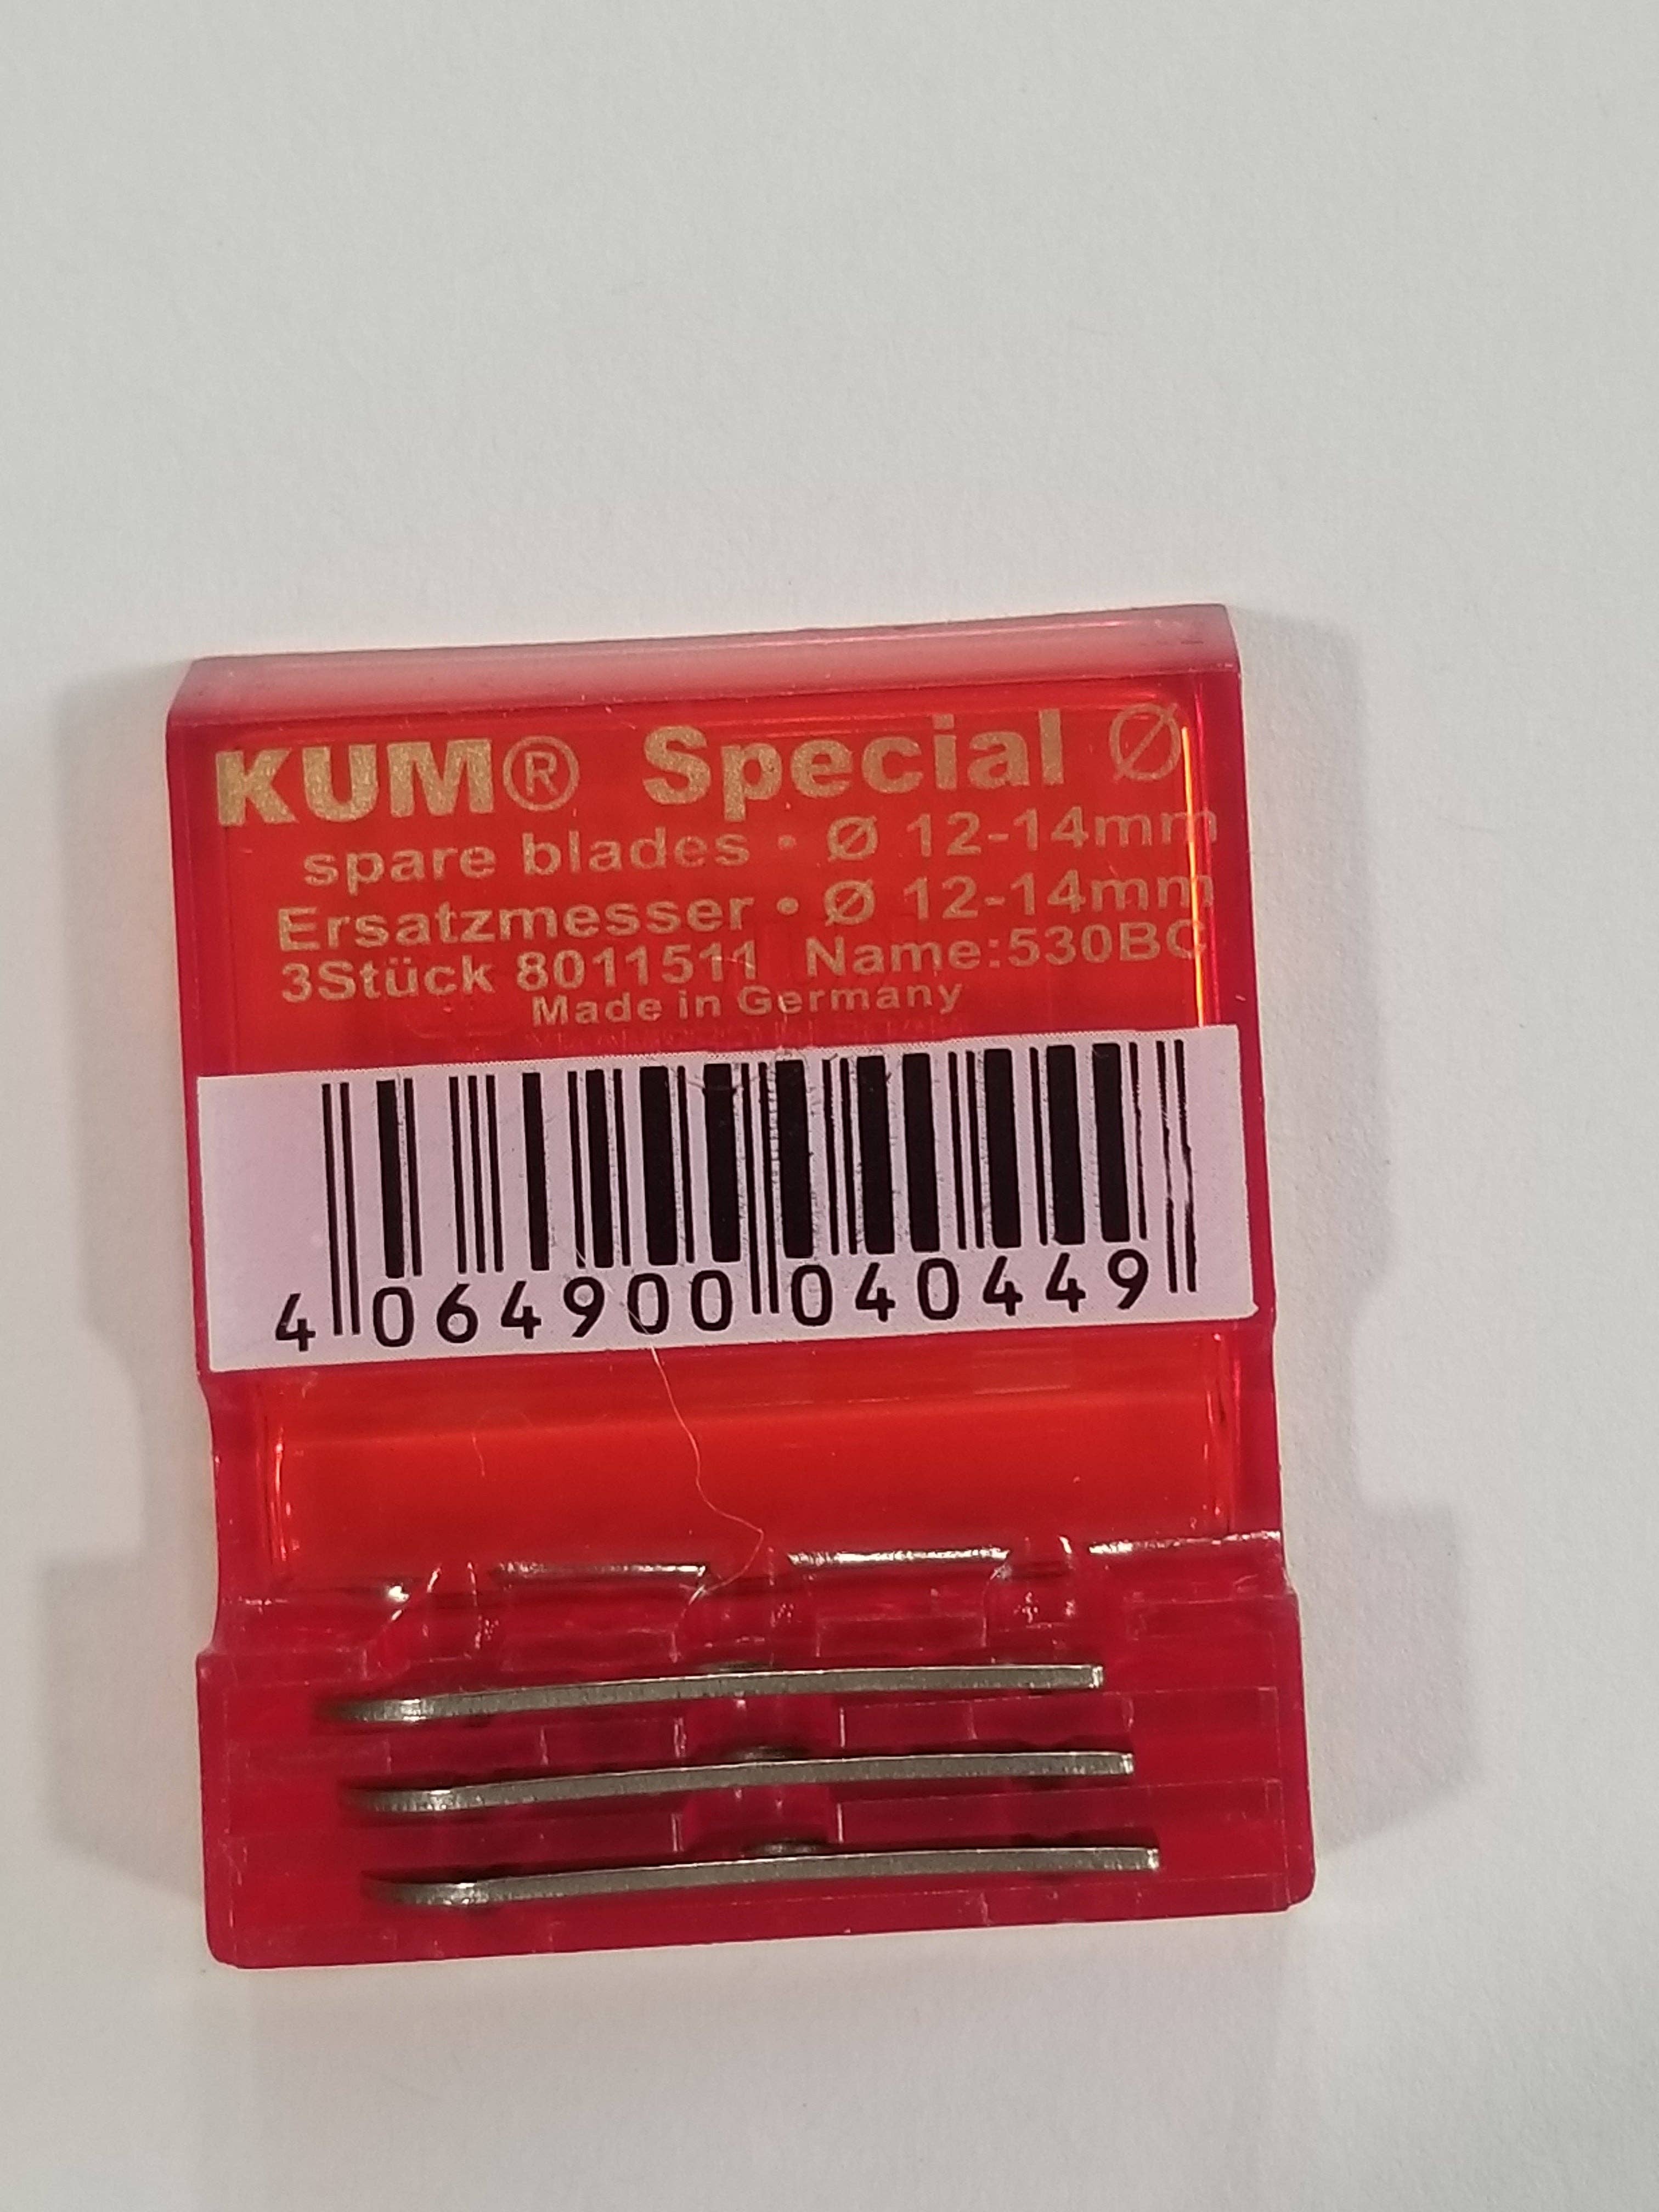 KUM® Special Ø
spare blades • Ø 12-14mm
Ersatzmesser • Ø 12-14mm
3Stück 8011511 Name:530BC
Made in Germany
4 064900 040449